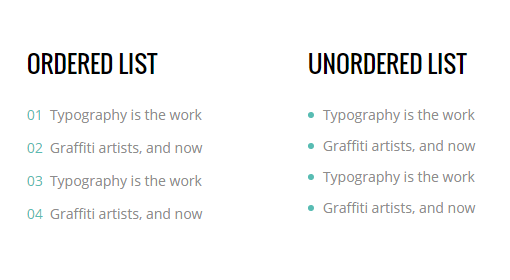 ORDERED LIST
01 Typography is the work
02 Graffiti artists, and now
03 Typography is the work
04 Graffiti artists, and now
UNORDERED LIST
• Typography is the work
• Graffiti artists, and now
• Typography is the work
• Graffiti artists, and now